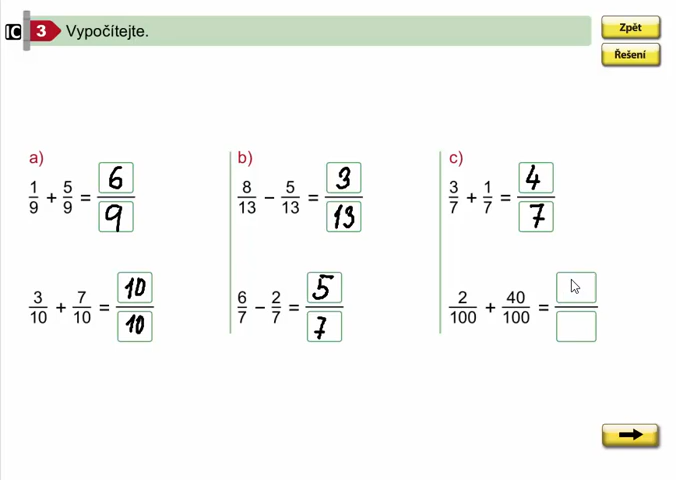 IC 3 Vypočítejte. Zpět
Řešení
a) b) c)
1/9 + 5/9 = 6/9
8/13 − 5/13 = 3/13
3/7 + 1/7 = 4/7
3/10 + 7/10 = 10/10
6/7 − 2/7 = 5/7
2/100 + 40/100 =